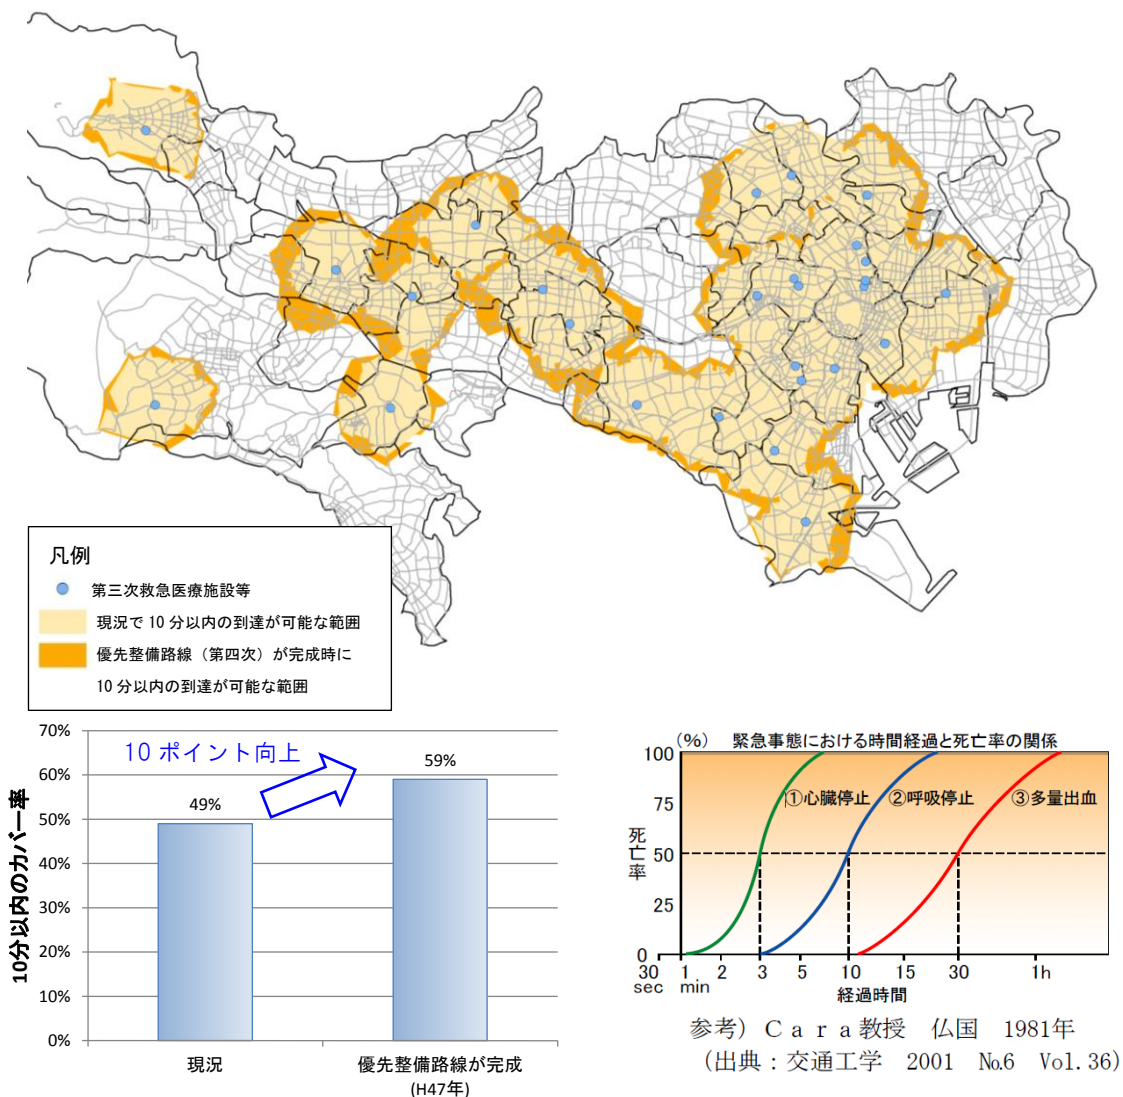 凡例
第三次救急医療施設等
現況で 10 分以内の到達が可能な範囲
優先整備路線（第四次）が完成時に
10 分以内の到達が可能な範囲
10分以内のカバー率
70%
60%
50%
40%
30%
20%
10%
0%
10 ポイント向上
49%
59%
現況
優先整備路線が完成
(H47年)
（%） 緊急事態における時間経過と死亡率の関係
100
75
50
25
0
死亡率
①心臓停止
②呼吸停止
③多量出血
30 1 2 3 5 10 15 30 1h
sec min
経過時間
参考）Ｃａｒａ教授 仏国 1981年
（出典：交通工学 2001 №6 Vol.36）